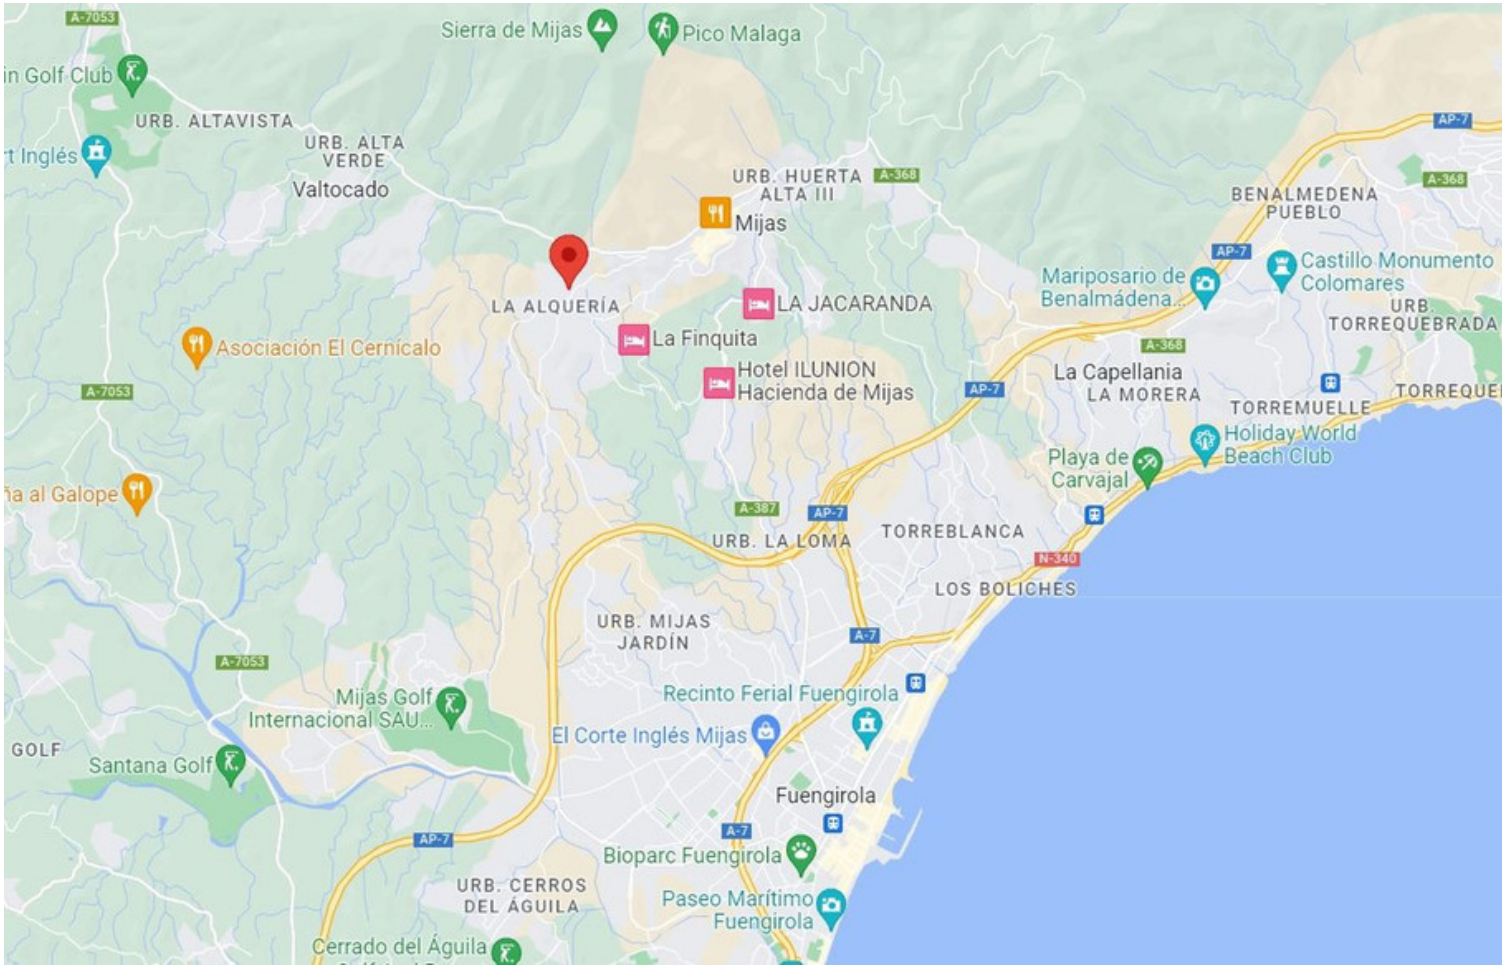 A-7053
Sierra de Mijas
Pico Malaga
in Golf Club
URB. ALTAVISTA
AP-7
URB. ALTA
VERDE
rt Inglés
Valtocado
URB. HUERTA
ALTA III
A-368
A-368
BENALMEDENA
PUEBLO
Mijas
AP-7
Mariposario de
Benalmádena...
Castillo Monumento
Colomares
LA ALQUERÍA
LA JACARANDA
URB.
TORREQUEBRADA
La Finquita
Asociación El Cernícalo
A-368
Hotel ILUNION
Hacienda de Mijas
La Capellania
A-7053
AP-7
LA MORERA
TORREQUE
TORREMUELLE
Holiday World
Beach Club
Playa de
Carvajal
ña al Galope
A-387
AP-7
URB. LA LOMA
TORREBLANCA
N-340
LOS BOLICHES
URB. MIJAS
JARDÍN
A-7
A-7053
Mijas Golf
Internacional SAU...
Recinto Ferial Fuengirola
El Corte Inglés Mijas
GOLF
Santana Golf
Fuengirola
AP-7
A-7
Bioparc Fuengirola
URB. CERROS
DEL ÁGUILA
Paseo Marítimo
Fuengirola
Cerrado del Águila